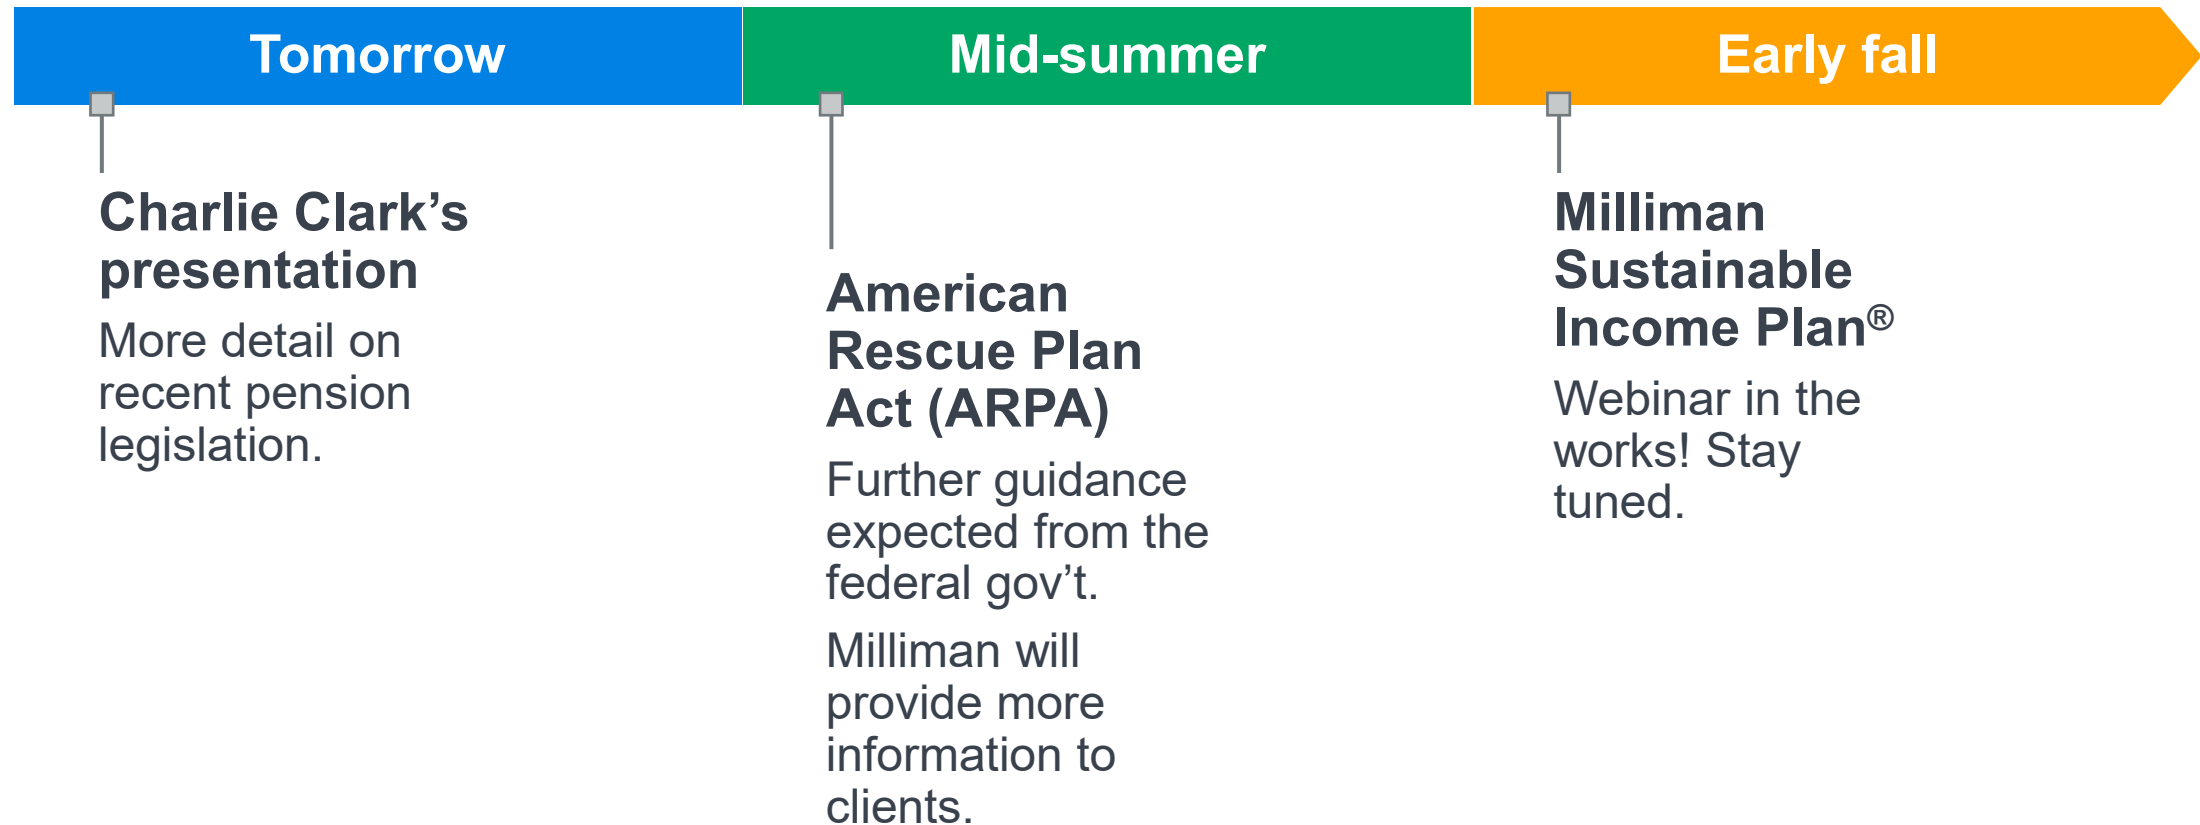 Tomorrow
Mid-summer
Early fall
Charlie Clark’s
presentation
More detail on
recent pension
legislation.
American
Rescue Plan
Act (ARPA)
Further guidance
expected from the
federal gov’t.
Milliman will
provide more
information to
clients.
Milliman
Sustainable
Income Plan®
Webinar in the
works! Stay
tuned.